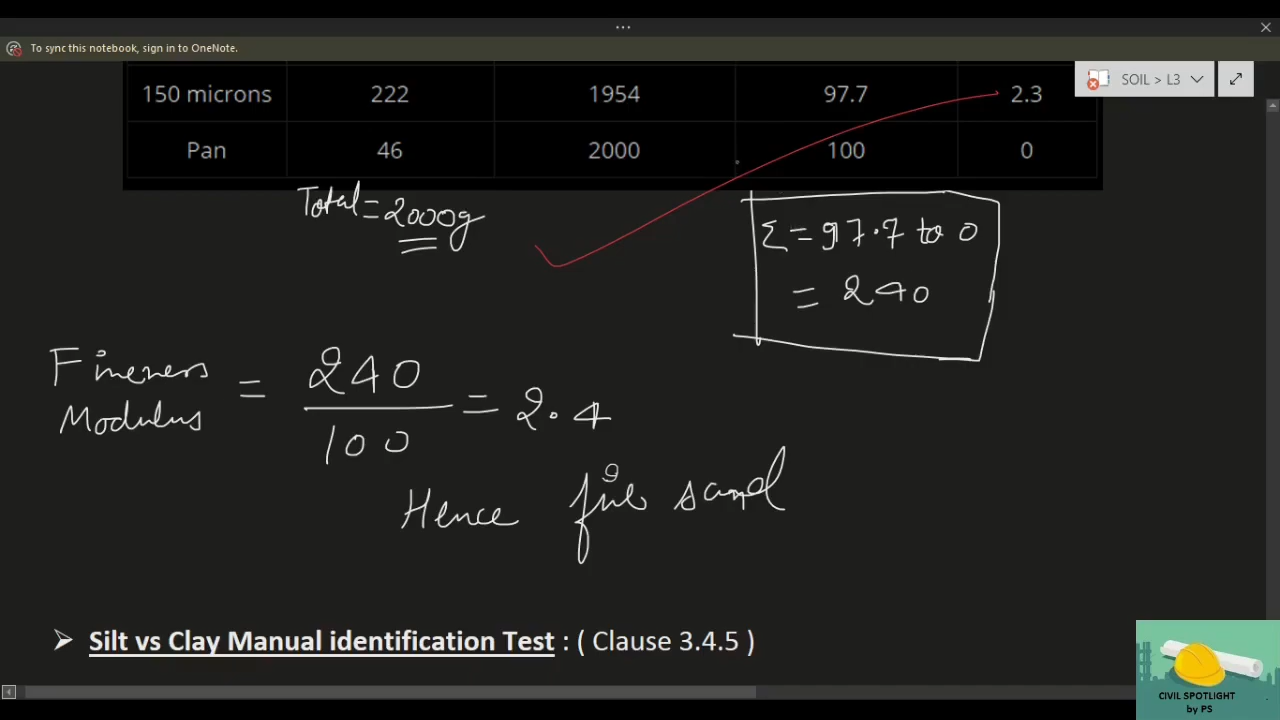 To sync this notebook, sign in to OneNote.
SOIL > L3
150 microns 222 1954 97.7 2.3
Pan 46 2000 100 0
Total = 2000g
Σ = 97.7 to 0
= 240
Fineness Modulus = 240 / 100 = 2.4
Hence fine sand
➢ Silt vs Clay Manual identification Test : ( Clause 3.4.5 )
CIVIL SPOTLIGHT
by PS